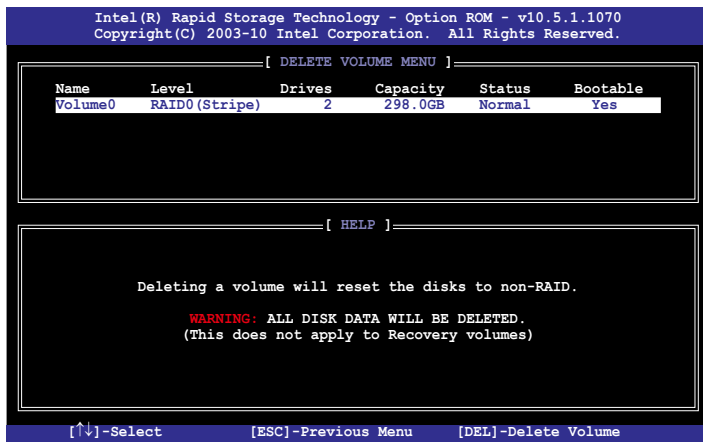 Intel(R) Rapid Storage Technology - Option ROM - v10.5.1.1070
Copyright(C) 2003-10 Intel Corporation. All Rights Reserved.
[ DELETE VOLUME MENU ]
Name Level Drives Capacity Status Bootable
Volume0 RAID0(Stripe) 2 298.0GB Normal Yes
[ HELP ]
Deleting a volume will reset the disks to non-RAID.
WARNING: ALL DISK DATA WILL BE DELETED.
(This does not apply to Recovery volumes)
[↑↓]-Select [ESC]-Previous Menu [DEL]-Delete Volume